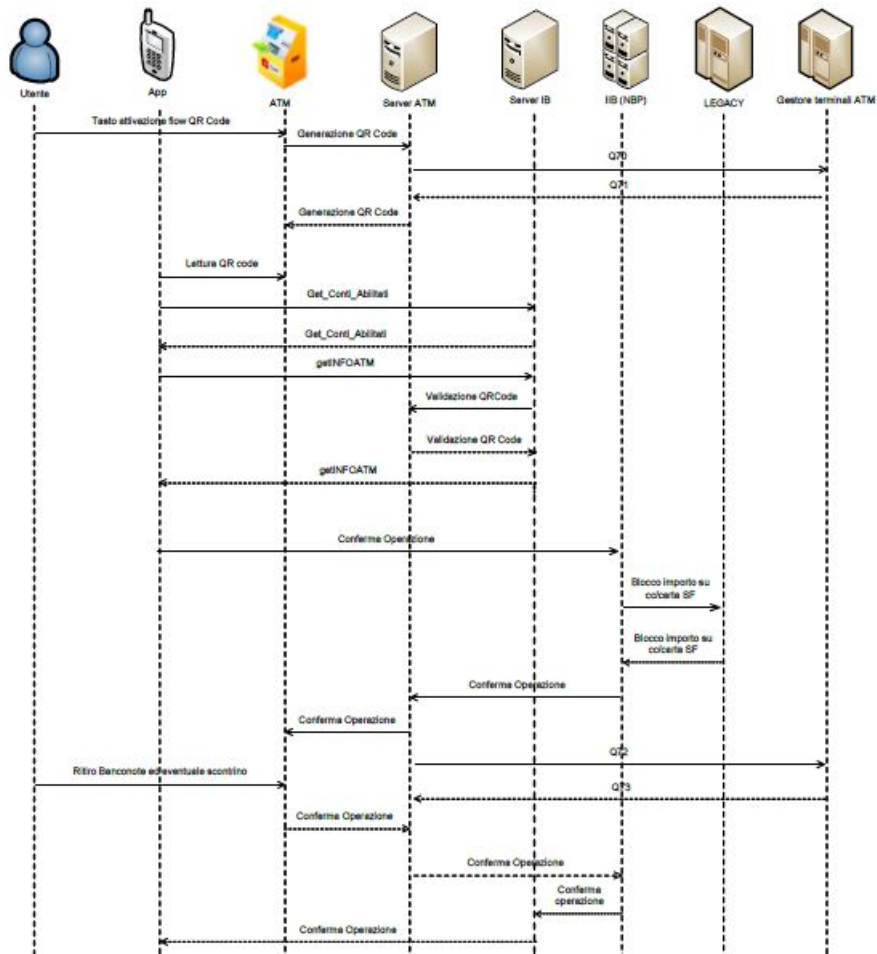 Utente
App
ATM
Server ATM
Server IB
IIB (NBP)
LEGACY
Gestore terminali ATM
Tasto attivazione flow QR Code
Generazione QR Code
Q70
Q71
Generazione QR Code
Lettura QR code
Get_Conti_Abilitati
Get_Conti_Abilitati
getINFOATM
Validazione QRCode
Validazione QR Code
getINFOATM
Conferma Operazione
Blocco importo su
cc/carta SF
Blocco importo su
cc/carta SF
Conferma Operazione
Conferma Operazione
Q72
Ritiro Banconote ed eventuale scontrino
Q73
Conferma Operazione
Conferma Operazione
Conferma
operazione
Conferma Operazione